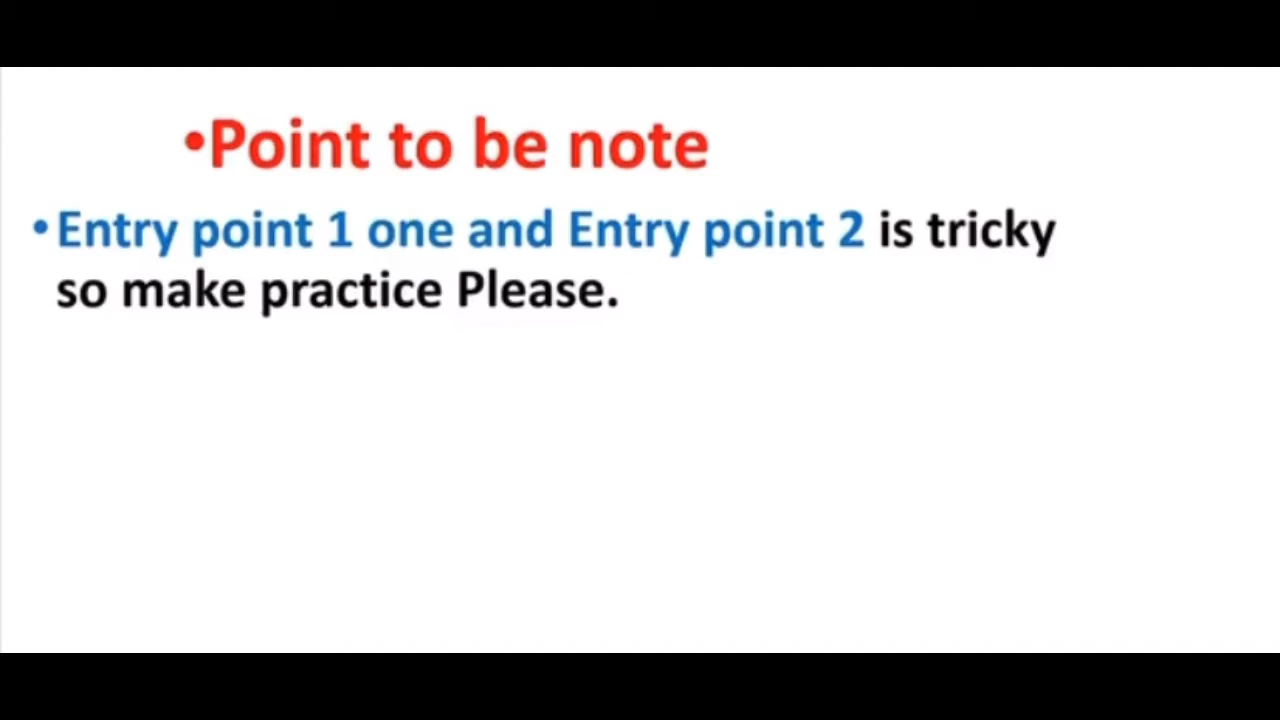 •Point to be note
•Entry point 1 one and Entry point 2 is tricky
so make practice Please.